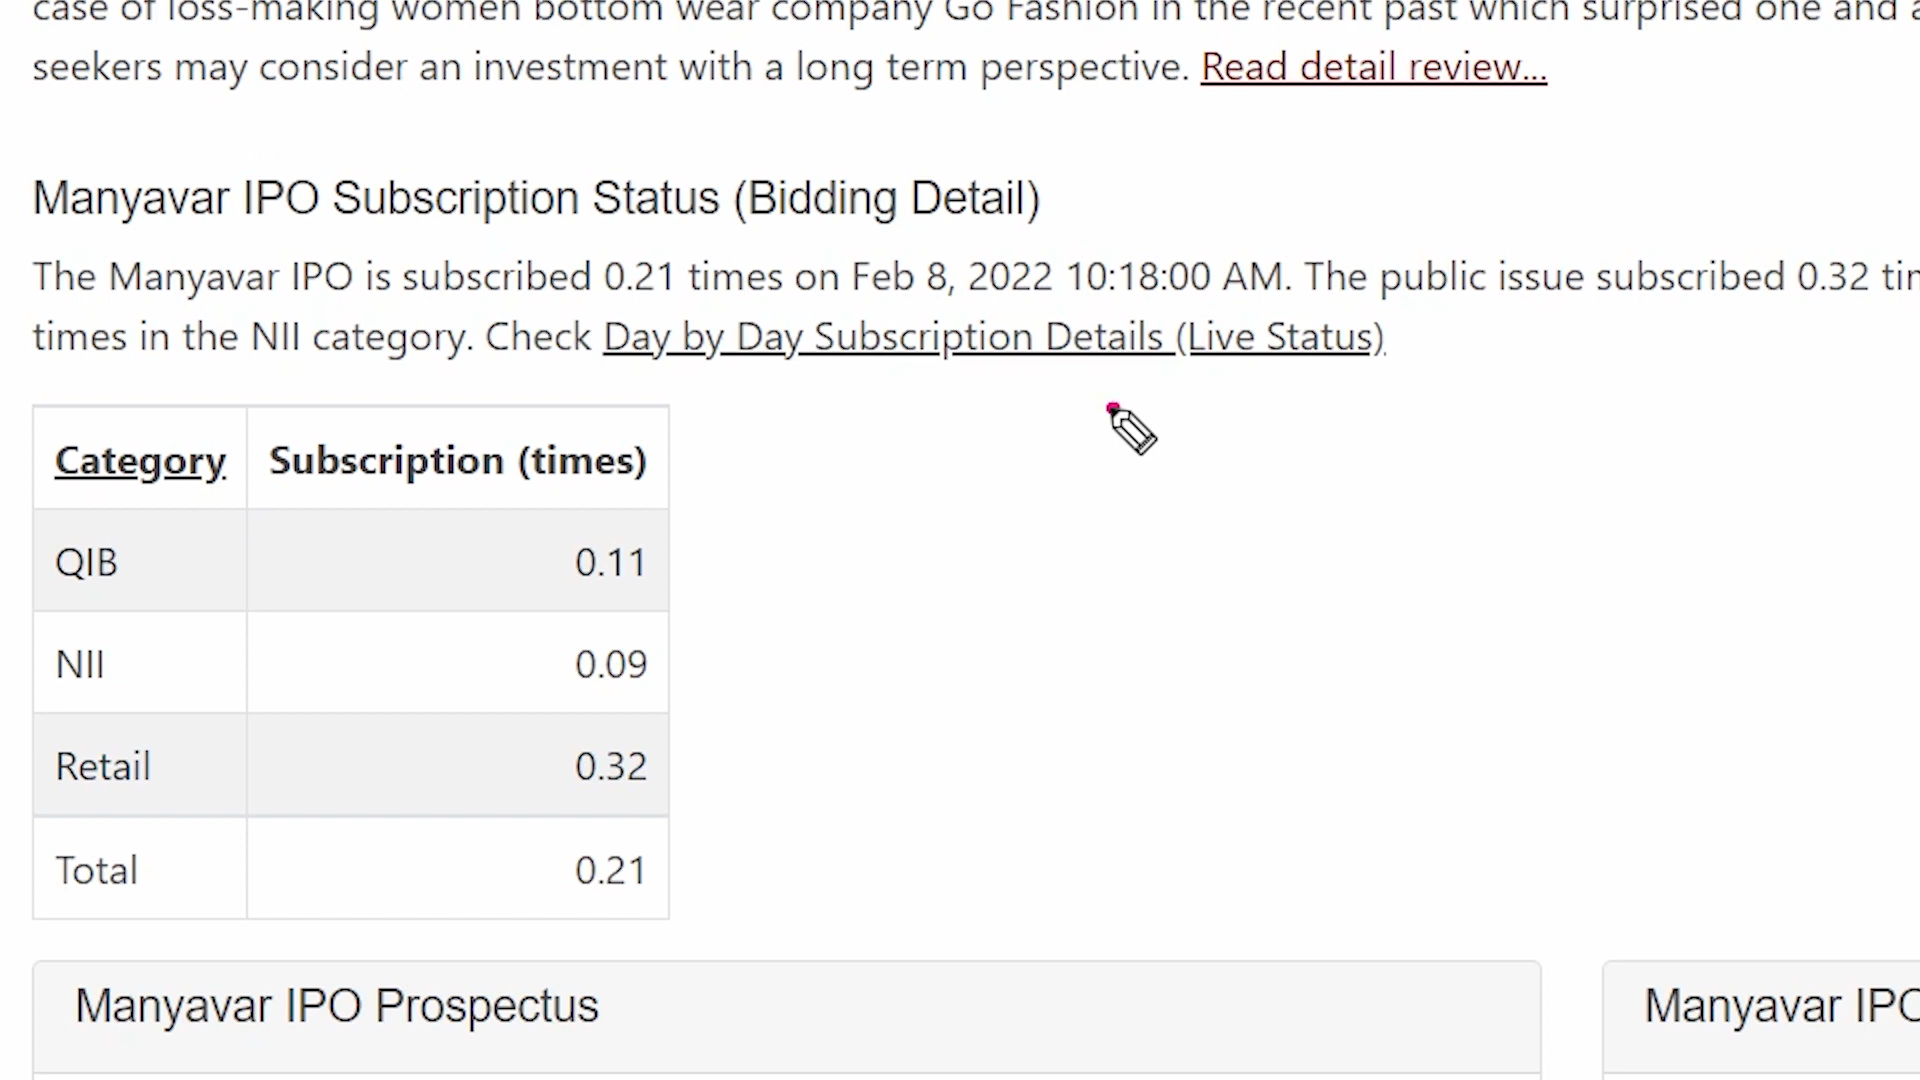 case of loss-making women bottom wear company Go Fashion in the recent past which surprised one and
seekers may consider an investment with a long term perspective. Read detail review...
Manyavar IPO Subscription Status (Bidding Detail)
The Manyavar IPO is subscribed 0.21 times on Feb 8, 2022 10:18:00 AM. The public issue subscribed 0.32
times in the NII category. Check Day by Day Subscription Details (Live Status).
Category Subscription (times)
QIB 0.11
NII 0.09
Retail 0.32
Total 0.21
Manyavar IPO Prospectus
Manyavar IPO